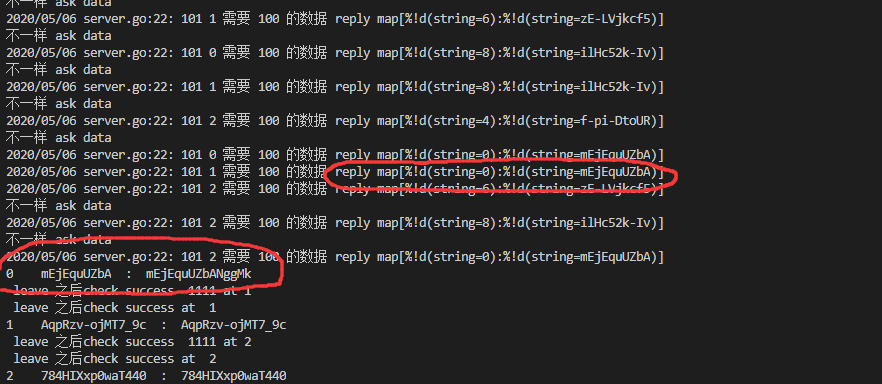 不一样 ask data
2020/05/06 server.go:22: 101 1 需要 100 的数据 reply map[%!d(string=6):%!d(string=zE-LVjkcf5)]
不一样 ask data
2020/05/06 server.go:22: 101 0 需要 100 的数据 reply map[%!d(string=8):%!d(string=ilHc52k-Iv)]
不一样 ask data
2020/05/06 server.go:22: 101 1 需要 100 的数据 reply map[%!d(string=8):%!d(string=ilHc52k-Iv)]
不一样 ask data
2020/05/06 server.go:22: 101 2 需要 100 的数据 reply map[%!d(string=4):%!d(string=f-pi-DtoUR)]
不一样 ask data
2020/05/06 server.go:22: 101 0 需要 100 的数据 reply map[%!d(string=0):%!d(string=mEjEquUZbA)]
2020/05/06 server.go:22: 101 1 需要 100 的数据 reply map[%!d(string=0):%!d(string=mEjEquUZbA)]
2020/05/06 server.go:22: 101 2 需要 100 的数据 reply map[%!d(string=6):%!d(string=zE-LVjkcf5)]
不一样 ask data
2020/05/06 server.go:22: 101 2 需要 100 的数据 reply map[%!d(string=8):%!d(string=ilHc52k-Iv)]
不一样 ask data
2020/05/06 server.go:22: 101 2 需要 100 的数据 reply map[%!d(string=0):%!d(string=mEjEquUZbA)]
0 mEjEquUZbA : mEjEquUZbANggMk
leave 之后check success 1111 at 1
leave 之后check success at 1
1 AqpRzv-ojMT7_9c : AqpRzv-ojMT7_9c
leave 之后check success 1111 at 2
leave 之后check success at 2
2 784HIXxp0waT440 : 784HIXxp0waT440